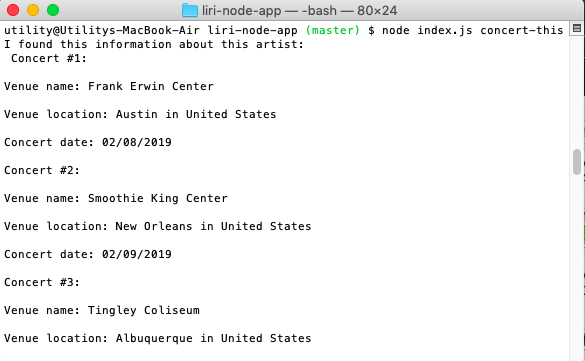 liri-node-app — -bash — 80×24
utility@Utilitys-MacBook-Air liri-node-app (master) $ node index.js concert-this
I found this information about this artist:
Concert #1:
Venue name: Frank Erwin Center
Venue location: Austin in United States
Concert date: 02/08/2019
Concert #2:
Venue name: Smoothie King Center
Venue location: New Orleans in United States
Concert date: 02/09/2019
Concert #3:
Venue name: Tingley Coliseum
Venue location: Albuquerque in United States